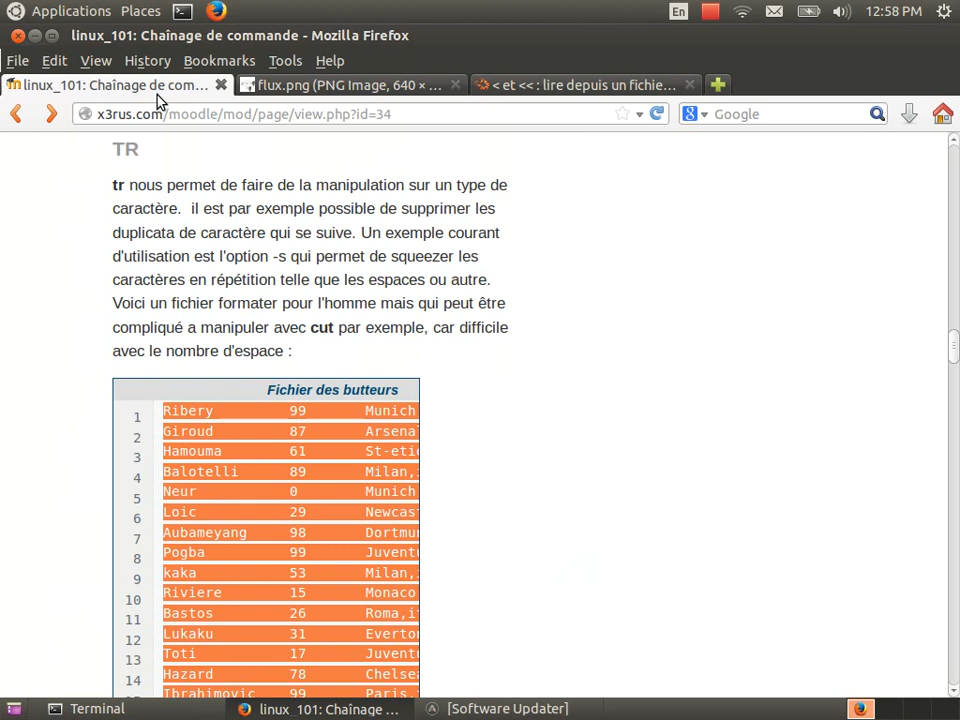 Applications Places En 12:58 PM
linux_101: Chaînage de commande - Mozilla Firefox
File Edit View History Bookmarks Tools Help
linux_101: Chaînage de com... flux.png (PNG Image, 640 × ... < et << : lire depuis un fichie...
x3rus.com/moodle/mod/page/view.php?id=34 Google
TR
tr nous permet de faire de la manipulation sur un type de
caractère. il est par exemple possible de supprimer les
duplicata de caractère qui se suive. Un exemple courant
d'utilisation est l'option -s qui permet de squeezer les
caractères en répétition telle que les espaces ou autre.
Voici un fichier formater pour l'homme mais qui peut être
compliqué a manipuler avec cut par exemple, car difficile
avec le nombre d'espace :
Fichier des butteurs
1 Ribery 99 Munich
2 Giroud 87 Arsenal
3 Hamouma 61 St-eti
4 Balotelli 89 Milan,
5 Neur 0 Munich
6 Loic 29 Newcas
7 Aubameyang 98 Dortmu
8 Pogba 99 Juvent
9 kaka 53 Milan,
10 Riviere 15 Monaco
11 Bastos 26 Roma,i
12 Lukaku 31 Everto
13 Toti 17 Juvent
14 Hazard 78 Chelse
Ibrahimovic 99 Paris,
Terminal linux_101: Chaînage ... [Software Updater]